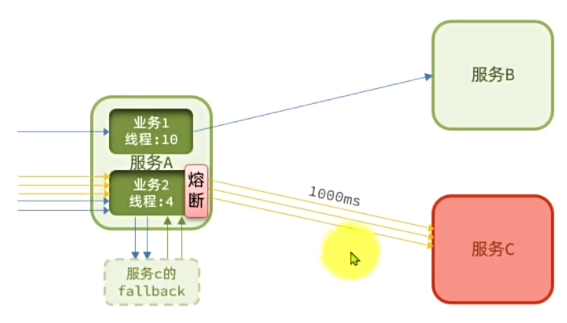 服务B
业务1
线程:10
服务A
业务2
线程:4
熔
断
1000ms
服务C
服务c的
fallback